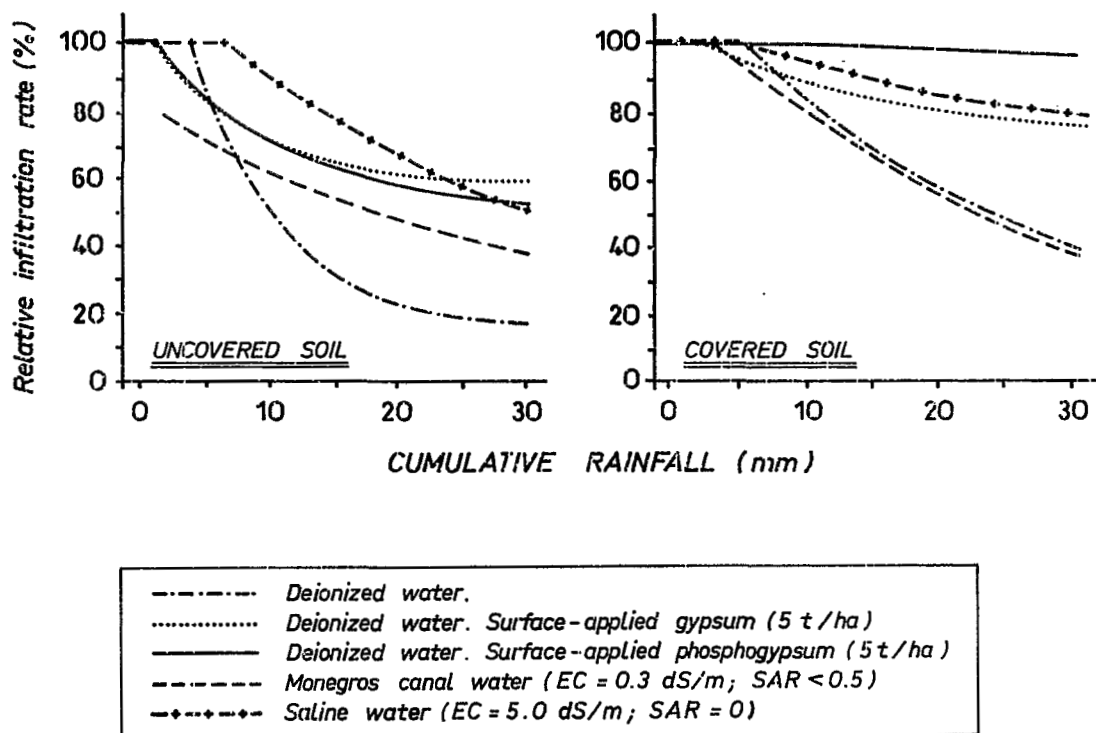 Relative infiltration rate (%)
100
80
60
40
20
0
UNCOVERED SOIL
0 10 20 30
100
80
60
40
20
0
COVERED SOIL
0 10 20 30
CUMULATIVE RAINFALL (mm)
Deionized water.
Deionized water. Surface-applied gypsum (5 t/ha)
Deionized water. Surface-applied phosphogypsum (5t/ha)
Monegros canal water (EC = 0.3 dS/m; SAR < 0.5)
Saline water (EC = 5.0 dS/m; SAR = 0)